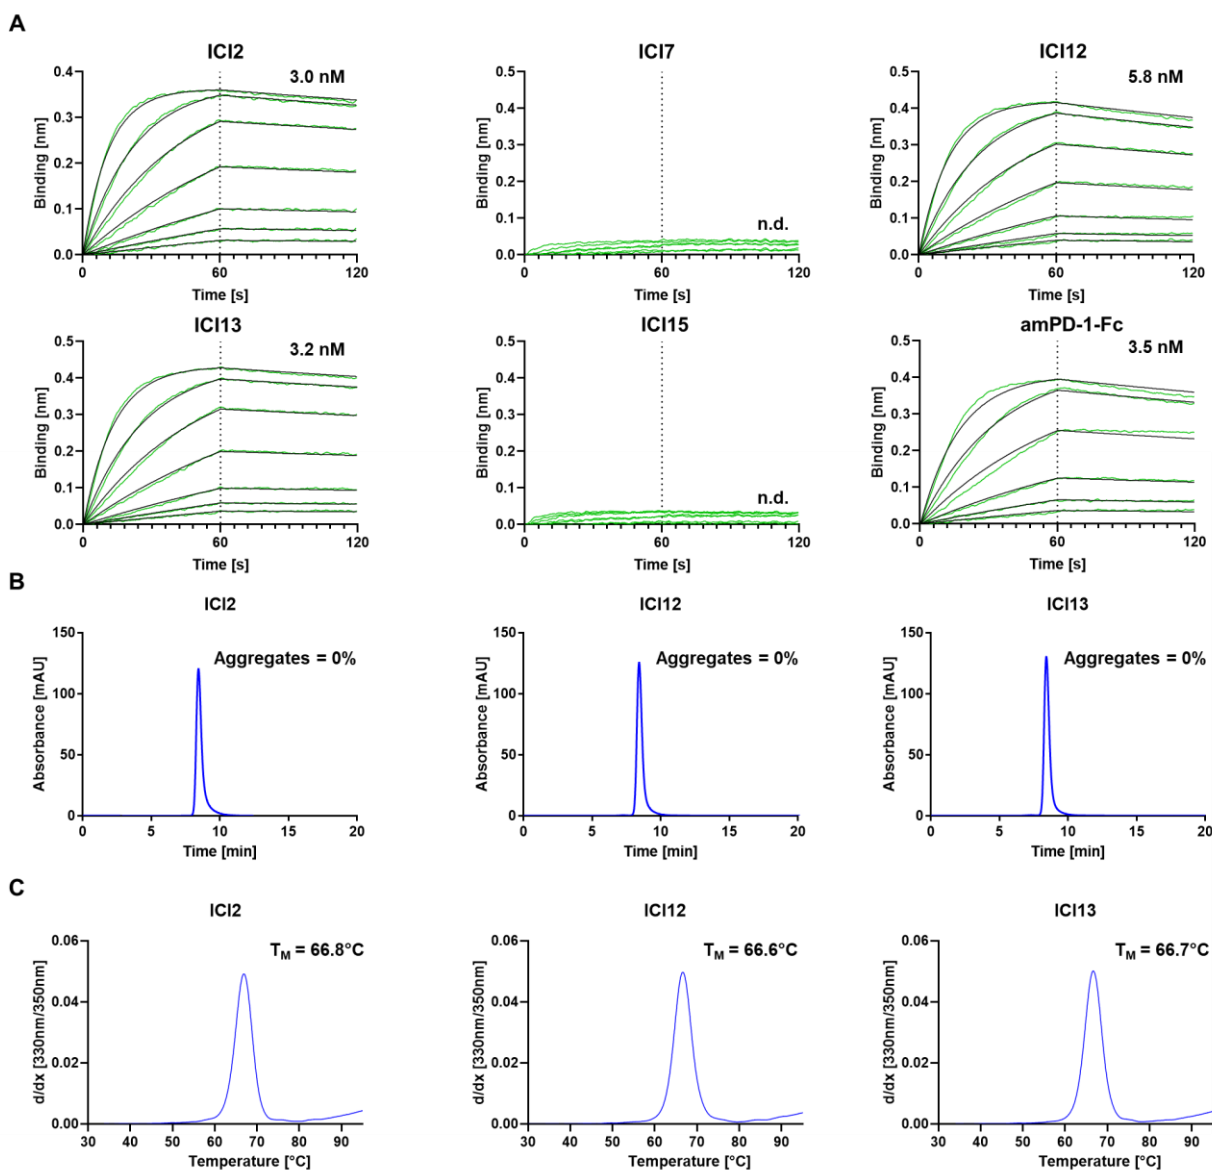 A
ICI2
3.0 nM
Binding [nm]
0.4
0.3
0.2
0.1
0.0
0 60 120
Time [s]
ICI7
n.d.
Binding [nm]
0.5
0.4
0.3
0.2
0.1
0.0
0 60 120
Time [s]
ICI12
5.8 nM
Binding [nm]
0.5
0.4
0.3
0.2
0.1
0.0
0 60 120
Time [s]
ICI13
3.2 nM
Binding [nm]
0.5
0.4
0.3
0.2
0.1
0.0
0 60 120
Time [s]
ICI15
n.d.
Binding [nm]
0.5
0.4
0.3
0.2
0.1
0.0
0 60 120
Time [s]
amPD-1-Fc
3.5 nM
Binding [nm]
0.5
0.4
0.3
0.2
0.1
0.0
0 60 120
Time [s]
B
ICI2
Aggregates = 0%
Absorbance [mAU]
150
100
50
0
0 5 10 15 20
Time [min]
ICI12
Aggregates = 0%
Absorbance [mAU]
150
100
50
0
0 5 10 15 20
Time [min]
ICI13
Aggregates = 0%
Absorbance [mAU]
150
100
50
0
0 5 10 15 20
Time [min]
C
ICI2
TM = 66.8°C
d/dx [330nm/350nm]
0.06
0.04
0.02
0.00
30 40 50 60 70 80 90
Temperature [°C]
ICI12
TM = 66.6°C
d/dx [330nm/350nm]
0.06
0.04
0.02
0.00
30 40 50 60 70 80 90
Temperature [°C]
ICI13
TM = 66.7°C
d/dx [330nm/350nm]
0.06
0.04
0.02
0.00
30 40 50 60 70 80 90
Temperature [°C]